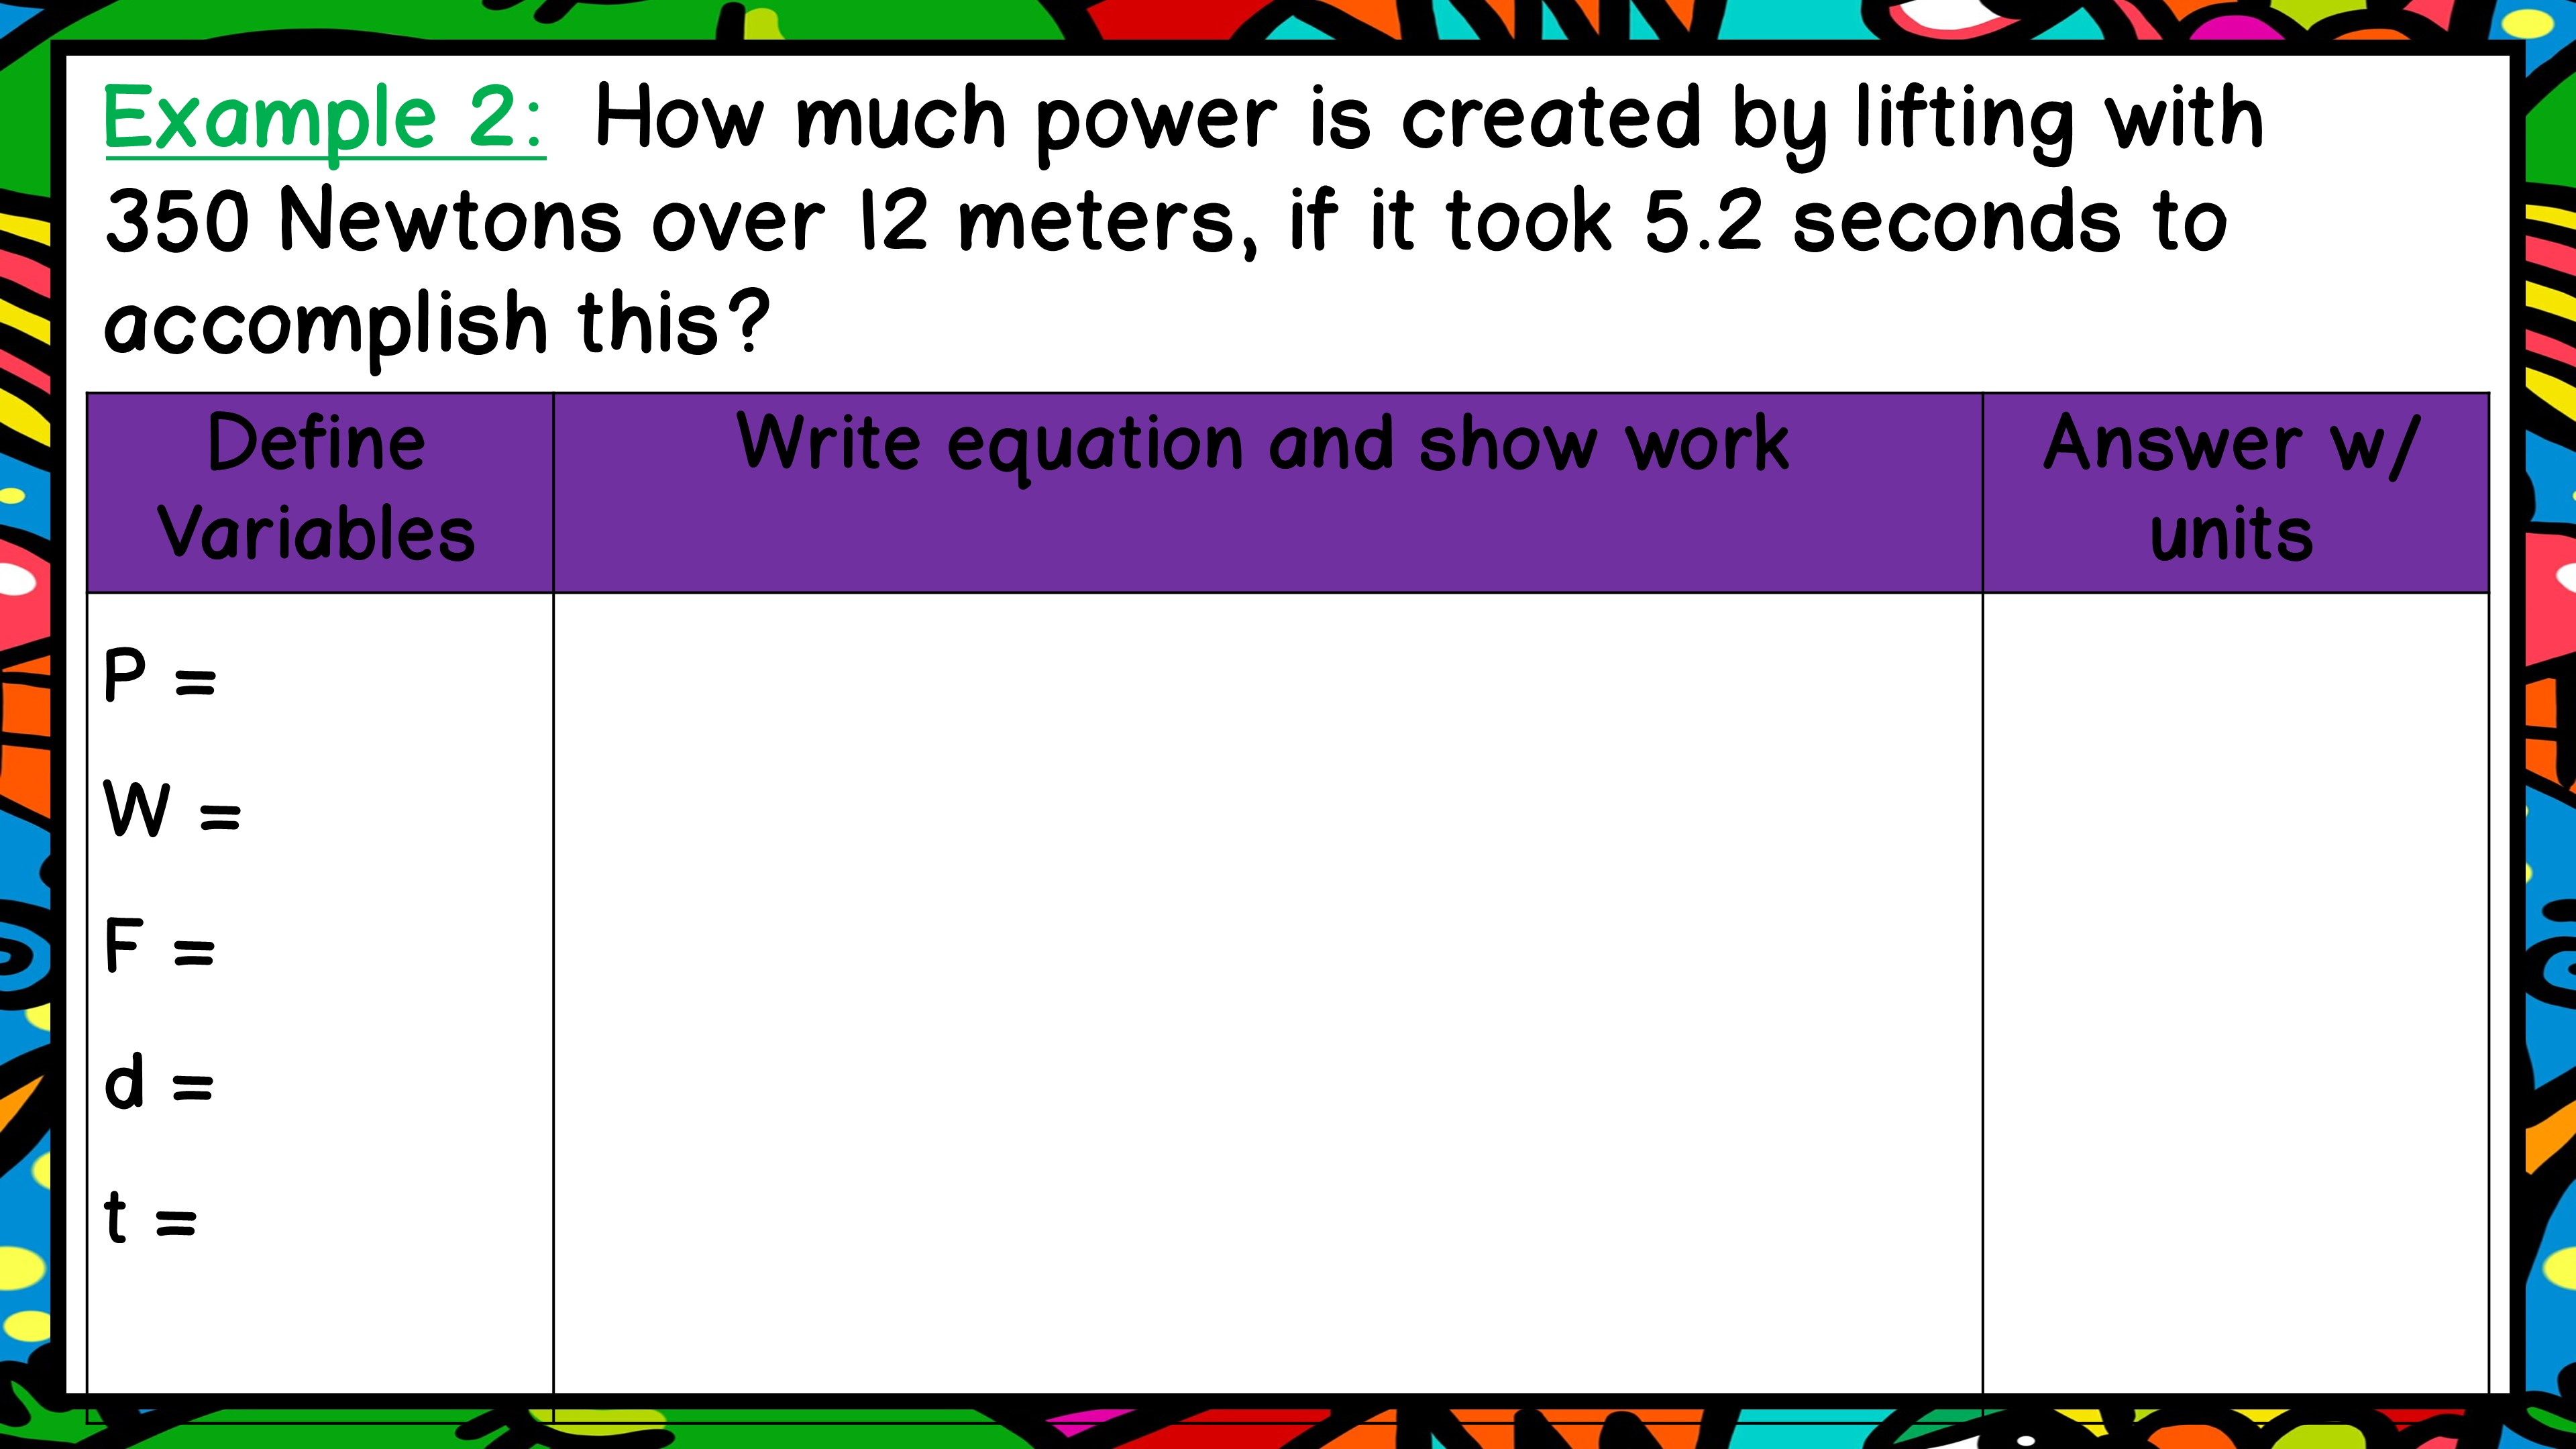 Example 2: How much power is created by lifting with
350 Newtons over 12 meters, if it took 5.2 seconds to
accomplish this?
Define
Variables
Write equation and show work
Answer w/
units
P =
W =
F =
d =
t =